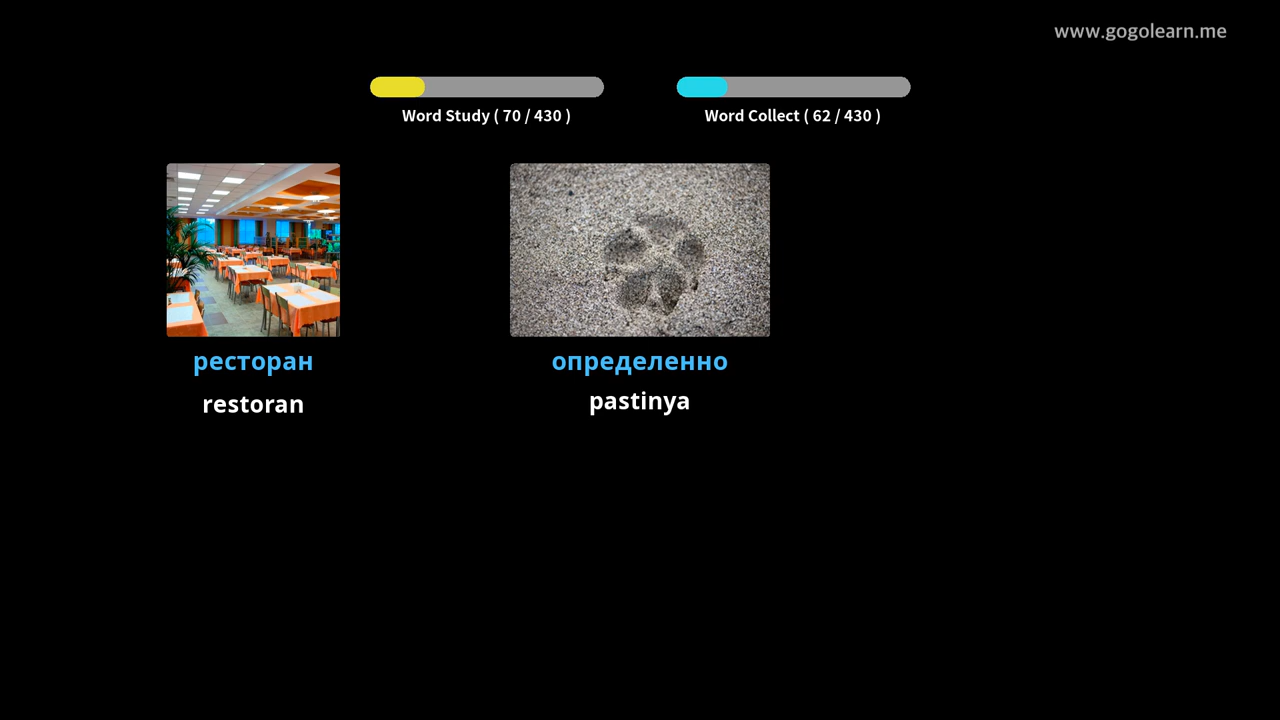 www.gogolearn.me
Word Study ( 70 / 430 )
Word Collect ( 62 / 430 )
ресторан
restoran
определенно
pastinya